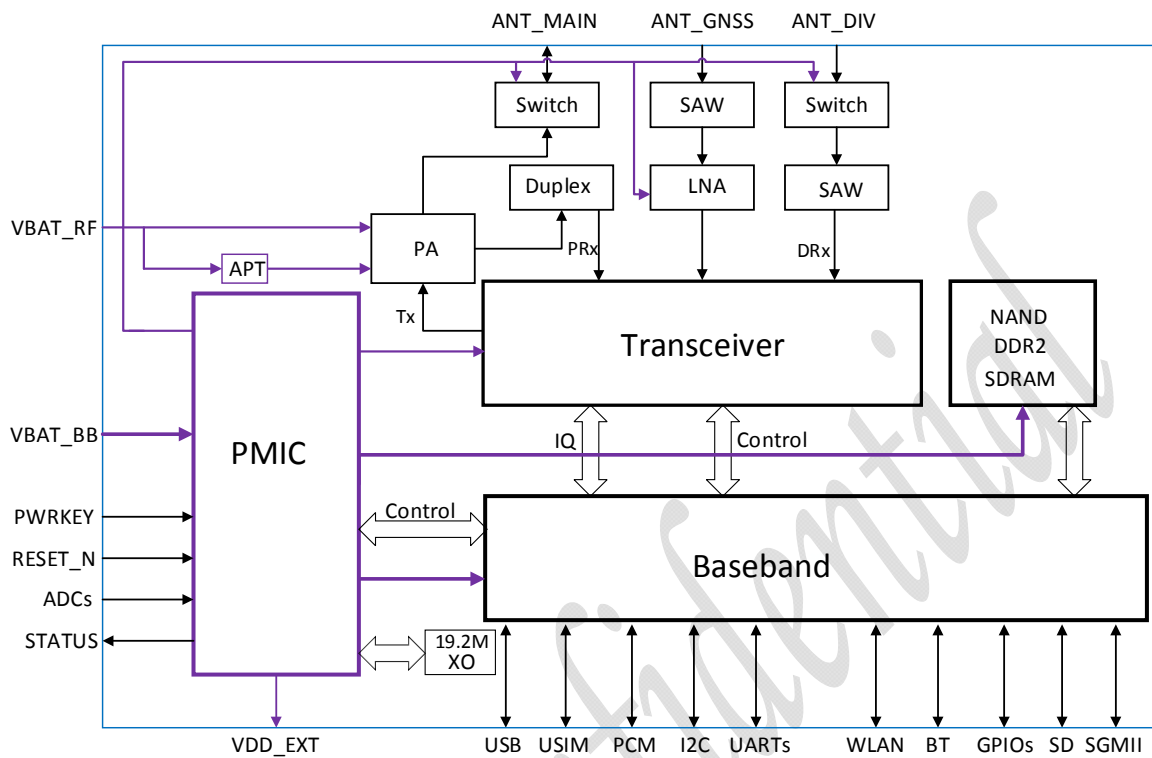 ANT_MAIN ANT_GNSS ANT_DIV
Switch SAW Switch
Duplex LNA SAW
VBAT_RF
PA
APT
PRx DRx
Tx
Transceiver
NAND
DDR2
SDRAM
VBAT_BB
PMIC
IQ Control
PWRKEY
Control
RESET_N
Baseband
ADCs
STATUS
19.2M
XO
VDD_EXT USB USIM PCM I2C UARTs WLAN BT GPIOs SD SGMII
nfidential